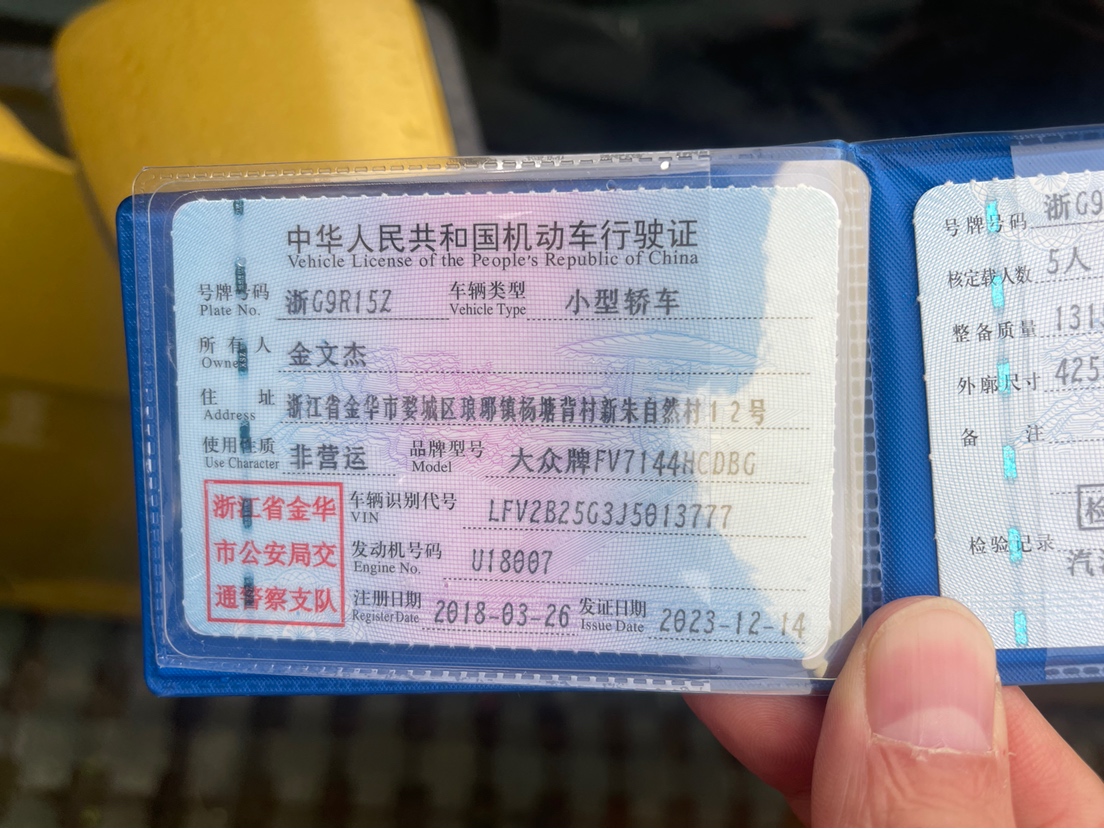 中华人民共和国机动车行驶证
Vehicle License of the People's Republic of China
号牌号码 浙G9R15Z 车辆类型 小型轿车
Plate No. Vehicle Type
所有人 金文杰
Owner
住址 浙江省金华市婺城区琅琊镇杨塘背村新朱自然村12号
Address
使用性质 非营运 品牌型号 大众牌FV7144HCDBG
Use Character Model
浙江省金华
市公安局交
通警察支队
车辆识别代号 LFV2B25G3J5013777
VIN
发动机号码 U18007
Engine No.
注册日期 2018-03-26 发证日期 2023-12-14
Register Date Issue Date
号牌号码 浙G9
核定载人数 5人
整备质量 131
外廓尺寸 425
备注
检验记录